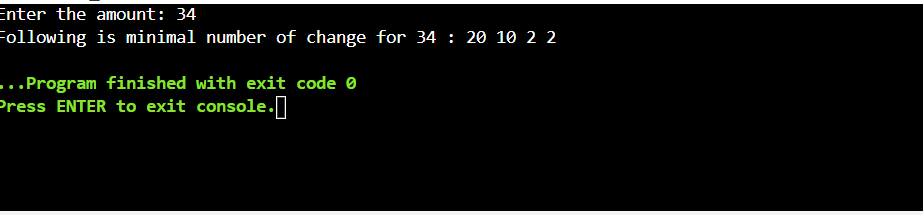 Enter the amount: 34
Following is minimal number of change for 34 : 20 10 2 2
...Program finished with exit code 0
Press ENTER to exit console.